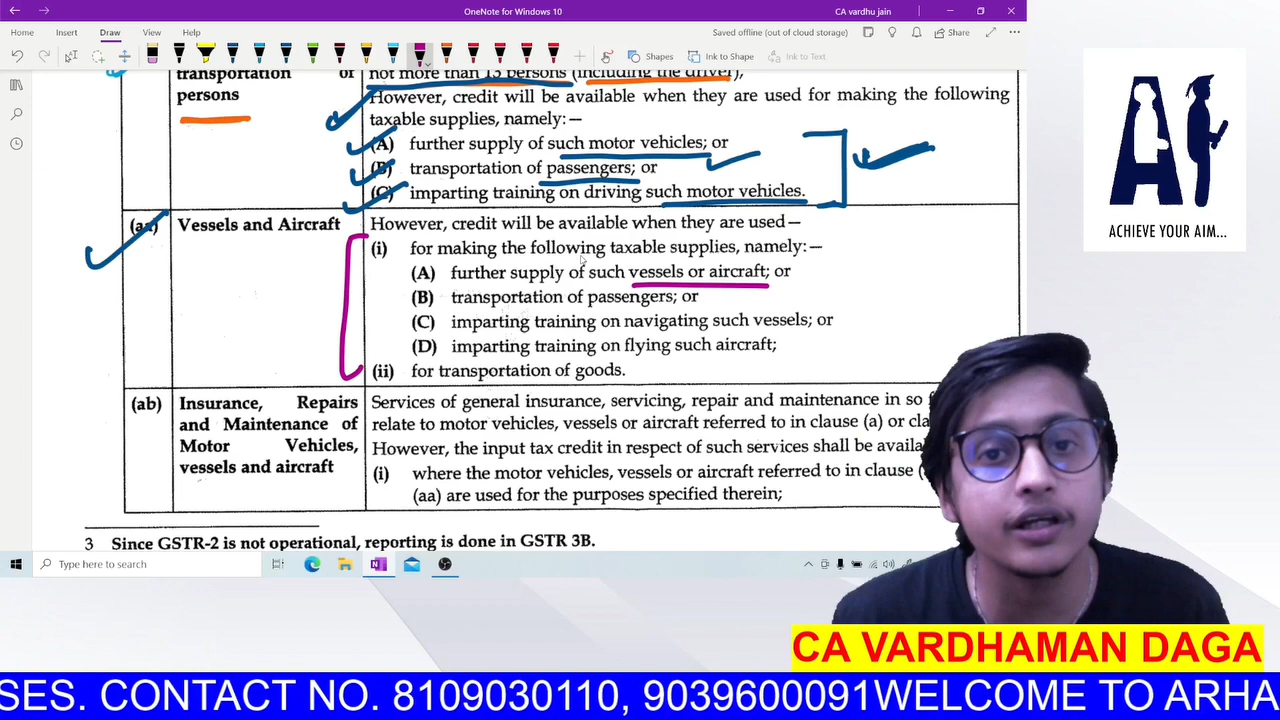 OneNote for Windows 10
CA vardhu jain
Home Insert Draw View Help
Saved offline (out of cloud storage)
Share
Shapes
Ink to Shape
Ink to Text
transportation or
persons
not more than 13 persons (including the driver),
However, credit will be available when they are used for making the following
taxable supplies, namely:—
(A) further supply of such motor vehicles; or
(B) transportation of passengers; or
(C) imparting training on driving such motor vehicles.
(aa) Vessels and Aircraft
However, credit will be available when they are used—
(i) for making the following taxable supplies, namely:—
(A) further supply of such vessels or aircraft; or
(B) transportation of passengers; or
(C) imparting training on navigating such vessels; or
(D) imparting training on flying such aircraft;
(ii) for transportation of goods.
(ab) Insurance, Repairs
and Maintenance of
Motor Vehicles,
vessels and aircraft
Services of general insurance, servicing, repair and maintenance in so
relate to motor vehicles, vessels or aircraft referred to in clause (a) or
However, the input tax credit in respect of such services shall be
(i) where the motor vehicles, vessels or aircraft referred to in clause
(aa) are used for the purposes specified therein;
3 Since GSTR-2 is not operational, reporting is done in GSTR 3B.
Type here to search
A
ACHIEVE YOUR AIM...
CA VARDHAMAN DAGA
SES. CONTACT NO. 8109030110, 9039600091WELCOME TO ARHA